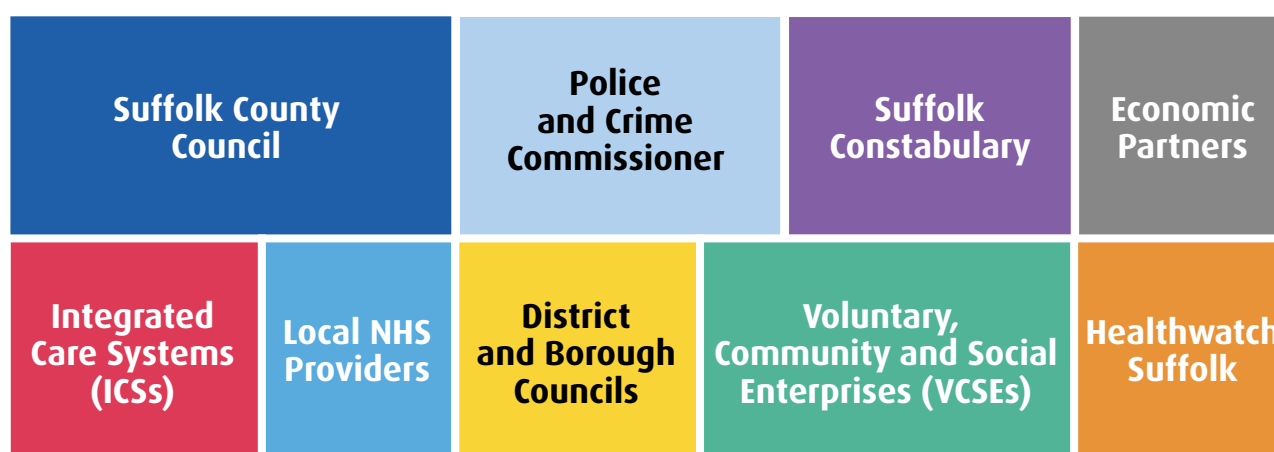 Suffolk County
Council
Police
and Crime
Commissioner
Suffolk
Constabulary
Economic
Partners
Integrated
Care Systems
(ICSs)
Local NHS
Providers
District
and Borough
Councils
Voluntary,
Community and Social
Enterprises (VCSEs)
Healthwatch
Suffolk